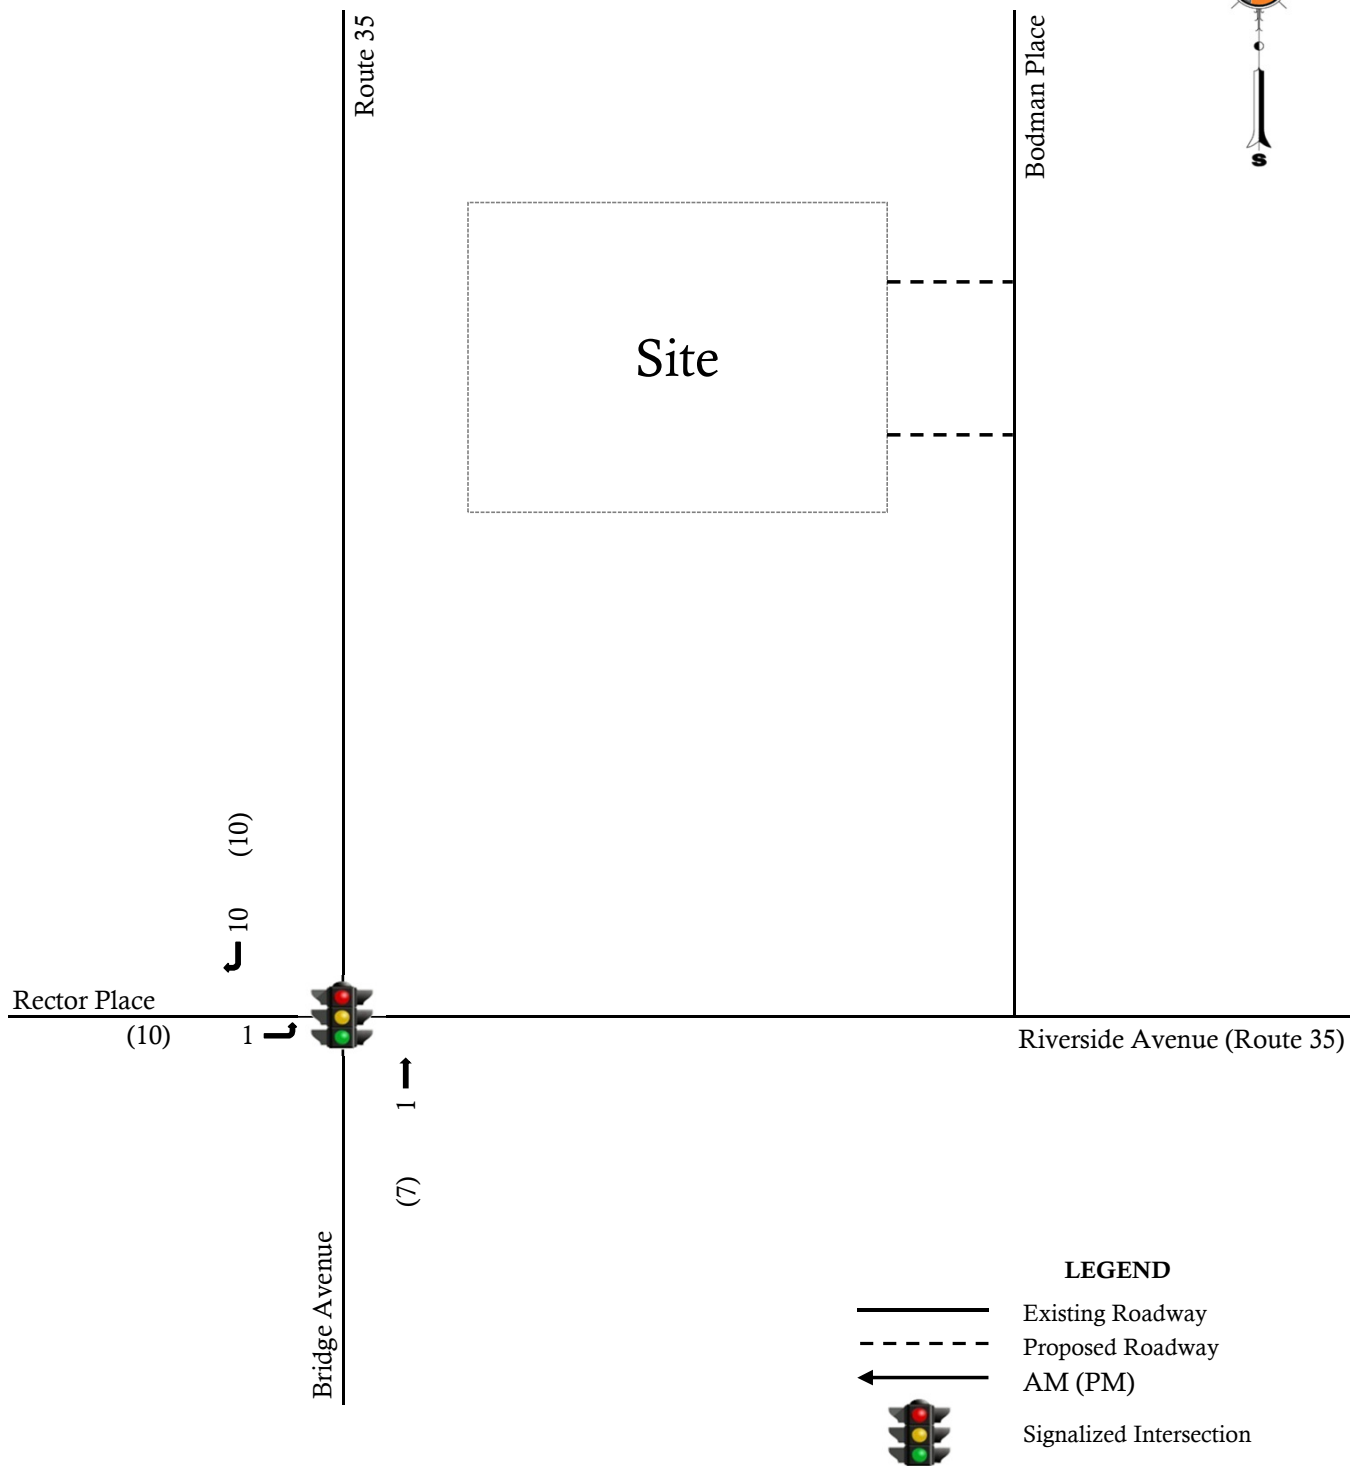 Route 35
Bodman Place
S
Site
(10)
10
Rector Place
(10) 1
Riverside Avenue (Route 35)
1
(7)
Bridge Avenue
LEGEND
Existing Roadway
Proposed Roadway
AM (PM)
Signalized Intersection